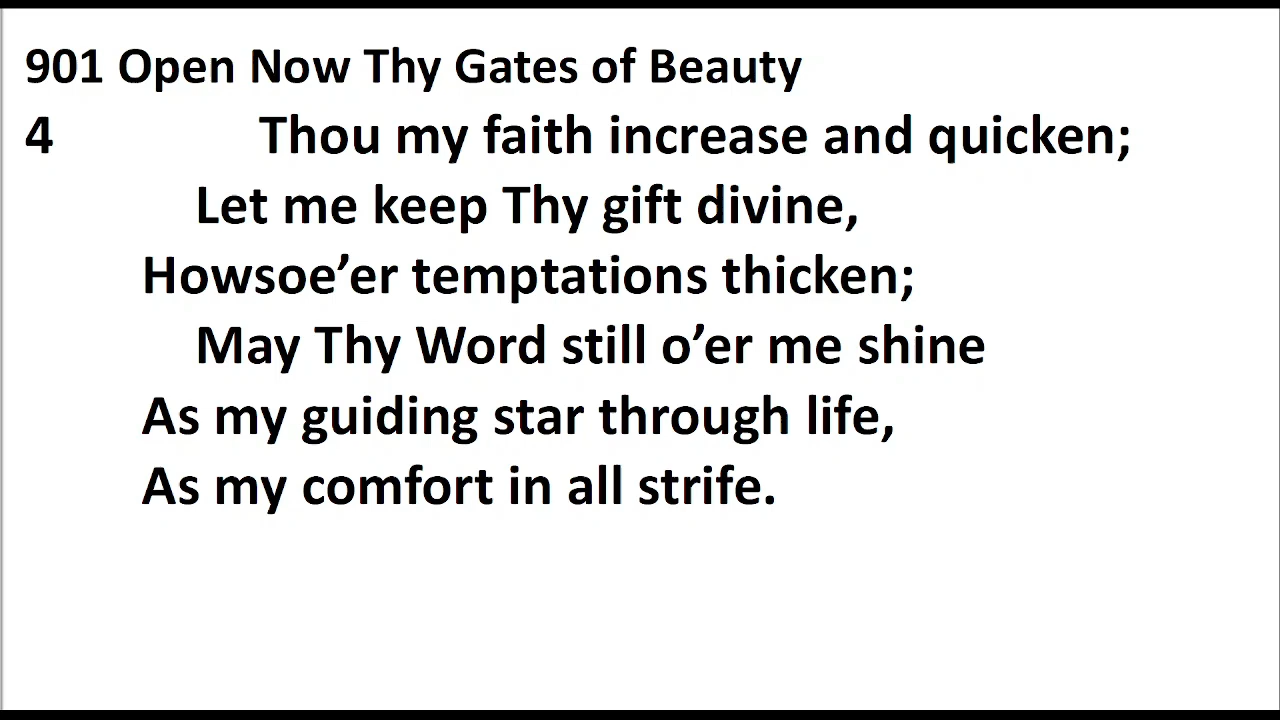 901 Open Now Thy Gates of Beauty
4 Thou my faith increase and quicken;
Let me keep Thy gift divine,
Howsoe’er temptations thicken;
May Thy Word still o’er me shine
As my guiding star through life,
As my comfort in all strife.